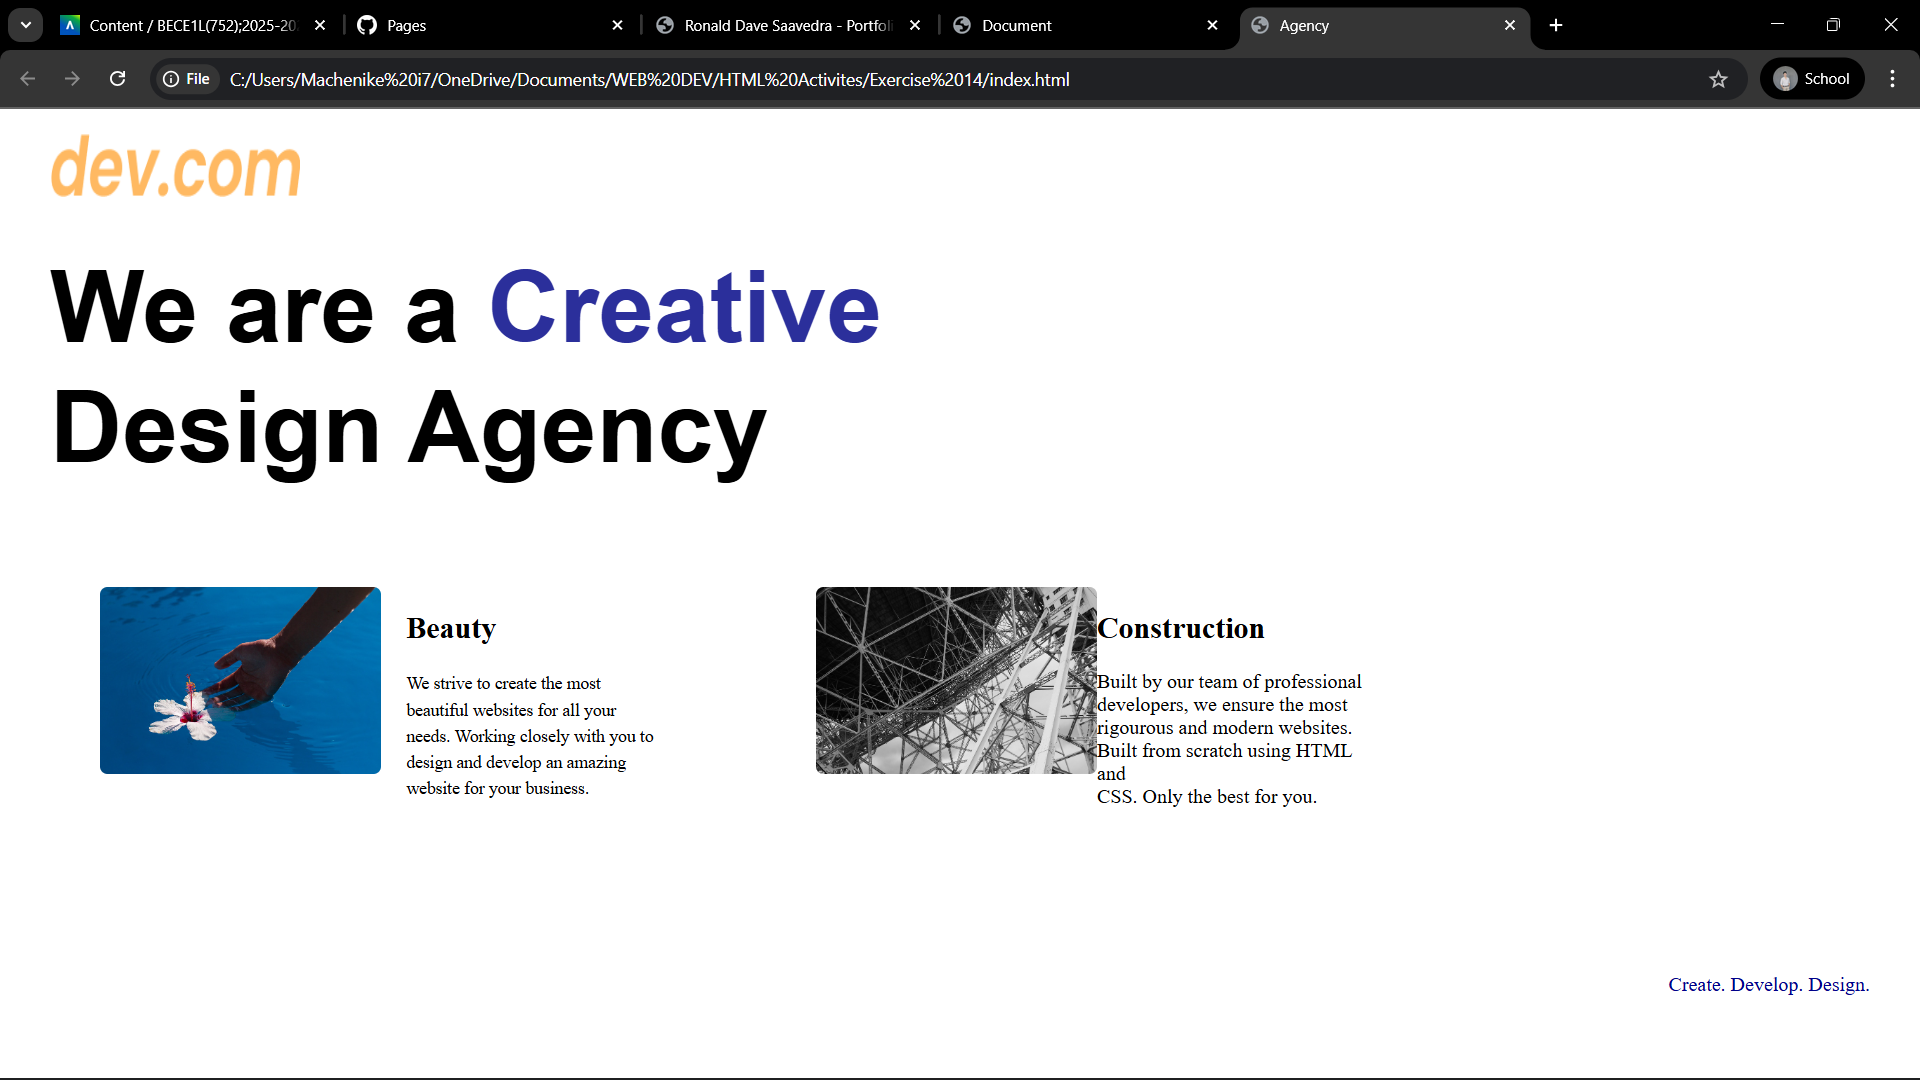 Content / BECE1L(752);2025-20
Pages
Ronald Dave Saavedra - Portfoli
Document
Agency
File
C:/Users/Machenike%20i7/OneDrive/Documents/WEB%20DEV/HTML%20Activites/Exercise%2014/index.html
School
dev.com
We are a Creative
Design Agency
Beauty
We strive to create the most
beautiful websites for all your
needs. Working closely with you to
design and develop an amazing
website for your business.
Construction
Built by our team of professional
developers, we ensure the most
rigourous and modern websites.
Built from scratch using HTML
and
CSS. Only the best for you.
Create. Develop. Design.